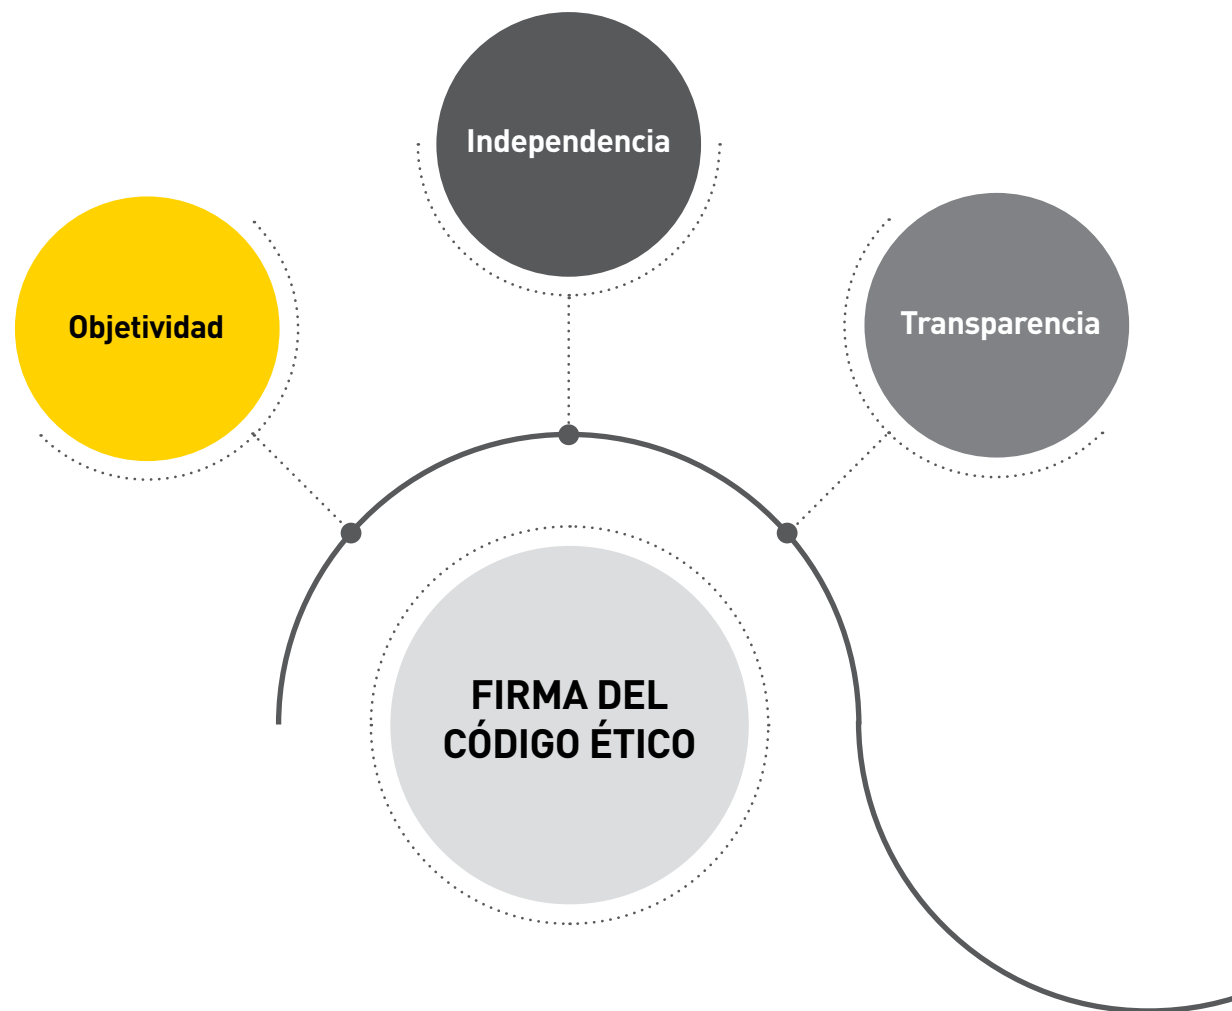 Independencia
Objetividad
Transparencia
FIRMA DEL
CÓDIGO ÉTICO